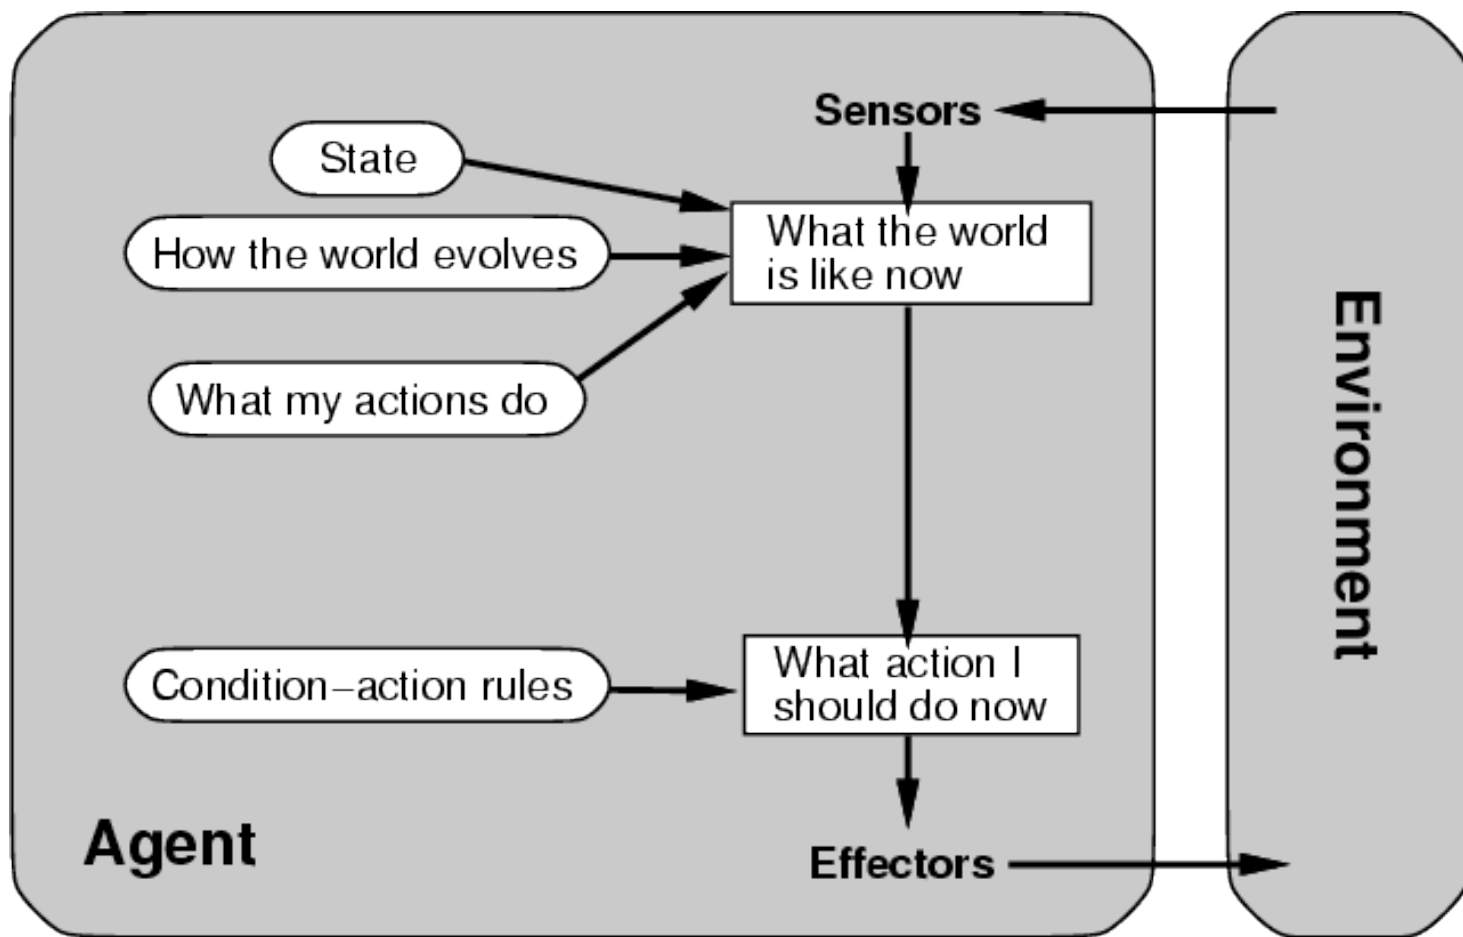 Sensors
State
What the world
is like now
How the world evolves
What my actions do
Environment
Condition–action rules
What action I
should do now
Agent
Effectors